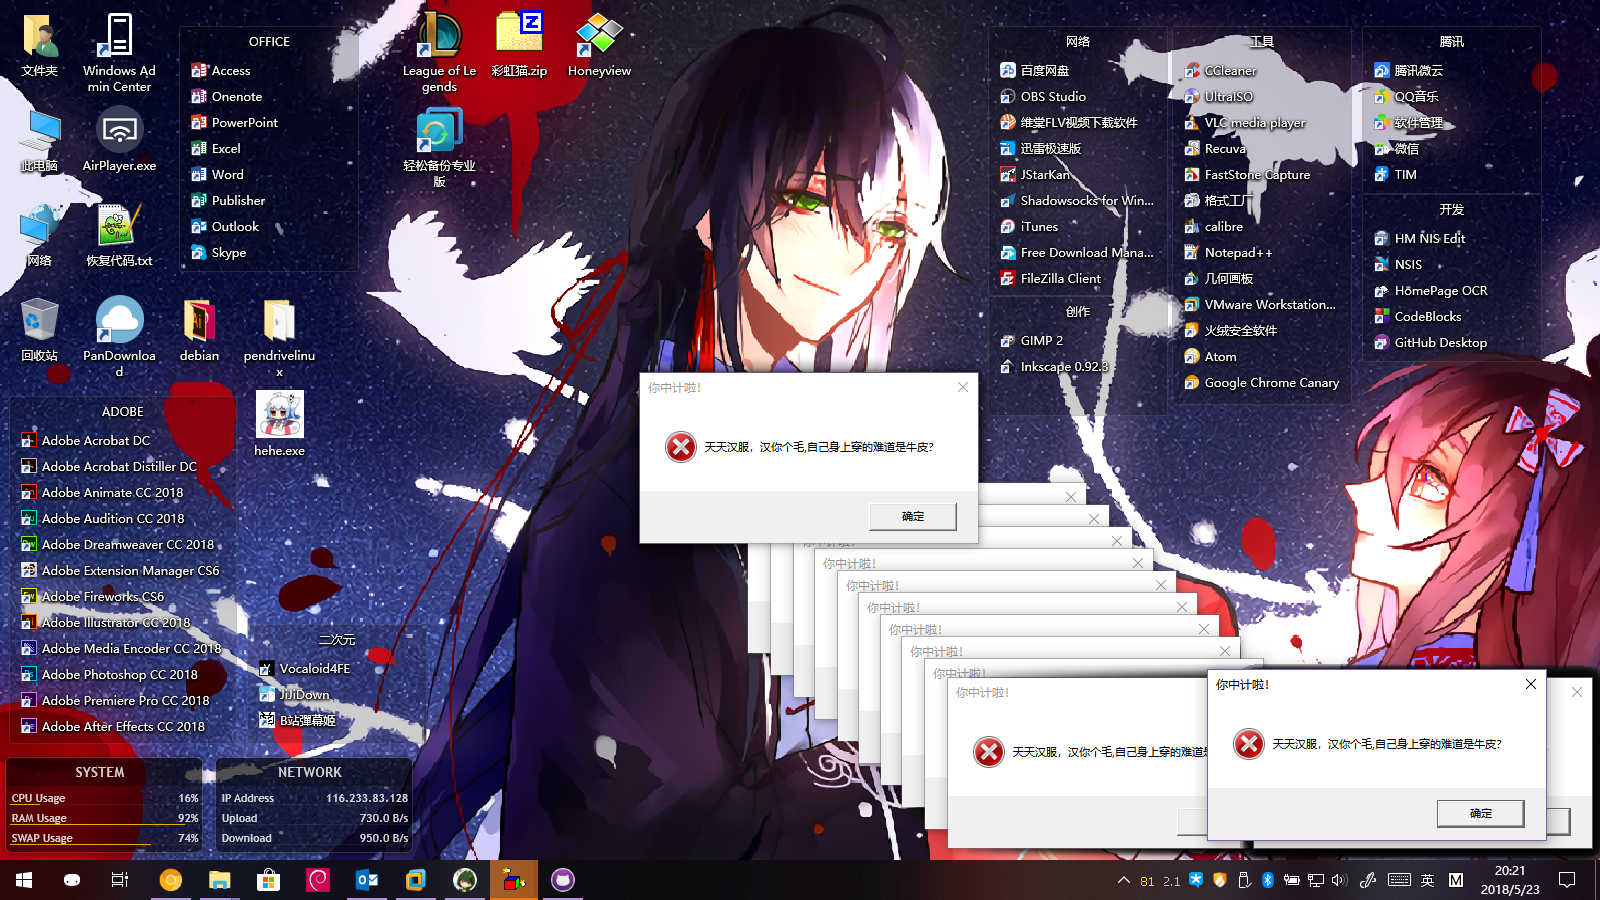 文件夹
Windows Ad
min Center
此电脑
AirPlayer.exe
网络
恢复代码.txt
回收站
PanDownloa
d
debian
pendrivelinu
x
hehe.exe
OFFICE
Access
Onenote
PowerPoint
Excel
Word
Publisher
Outlook
Skype
League of Le
gends
彩虹猫.zip
Honeyview
轻松备份专业
版
网络
百度网盘
OBS Studio
维棠FLV视频下载软件
迅雷极速版
JStarKan
Shadowsocks for Win...
iTunes
Free Download Mana...
FileZilla Client
创作
GIMP 2
Inkscape 0.92.3
工具
CCleaner
UltraISO
VLC media player
Recuva
FastStone Capture
格式工厂
calibre
Notepad++
几何画板
VMware Workstation...
火绒安全软件
Atom
Google Chrome Canary
腾讯
腾讯微云
QQ音乐
软件管理
微信
TIM
开发
HM NIS Edit
NSIS
HomePage OCR
CodeBlocks
GitHub Desktop
ADOBE
Adobe Acrobat DC
Adobe Acrobat Distiller DC
Adobe Animate CC 2018
Adobe Audition CC 2018
Adobe Dreamweaver CC 2018
Adobe Extension Manager CS6
Adobe Fireworks CS6
Adobe Illustrator CC 2018
Adobe Media Encoder CC 2018
Adobe Photoshop CC 2018
Adobe Premiere Pro CC 2018
Adobe After Effects CC 2018
二次元
Vocaloid4FE
JiJiDown
B站弹幕姬
SYSTEM
CPU Usage 16%
RAM Usage 92%
SWAP Usage 74%
NETWORK
IP Address 116.233.83.128
Upload 730.0 B/s
Download 950.0 B/s
你中计啦!
天天汉服，汉你个毛,自己身上穿的难道是牛皮?
确定
你中计啦!
你中计啦!
你中计啦!
你中计啦!
你中计啦!
你中计啦!
你中计啦!
你中计啦!
天天汉服，汉你个毛,自己身上穿的难道是
你中计啦!
天天汉服，汉你个毛,自己身上穿的难道是牛皮?
确定
81 2.1
英
M
20:21
2018/5/23